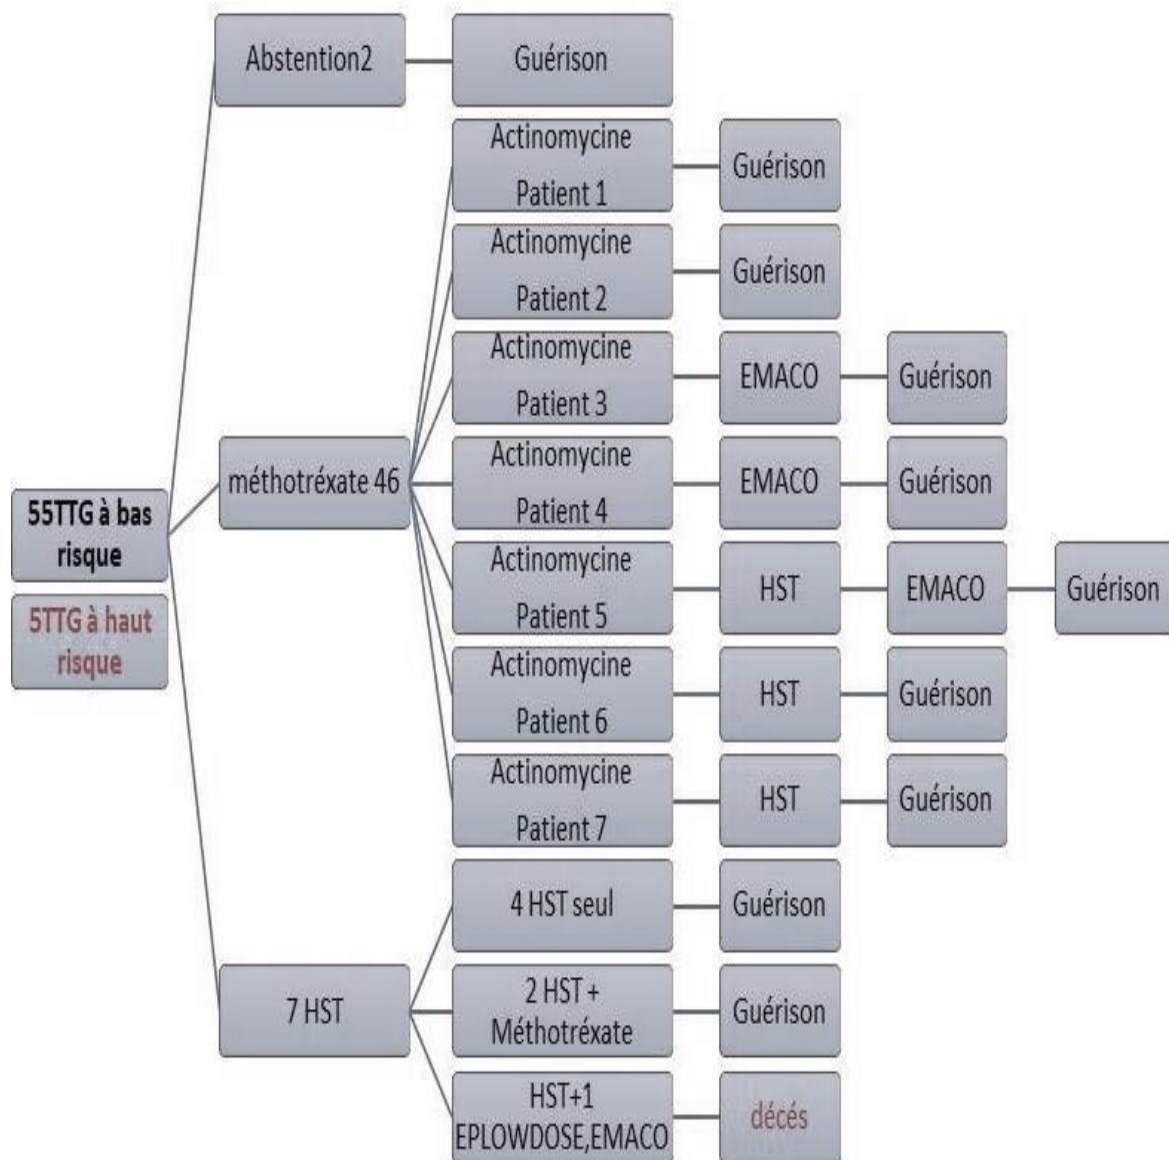 Abstention2
Guérison
Actinomycine
Patient 1
Guérison
Actinomycine
Patient 2
Guérison
Actinomycine
Patient 3
EMACO
Guérison
méthotréxate 46
Actinomycine
Patient 4
EMACO
Guérison
55TTG à bas
risque
5TTG à haut
risque
Actinomycine
Patient 5
HST
EMACO
Guérison
Actinomycine
Patient 6
HST
Guérison
Actinomycine
Patient 7
HST
Guérison
4 HST seul
Guérison
7 HST
2 HST +
Méthotréxate
Guérison
HST+1
EPLOWDOSE,EMACO
décés